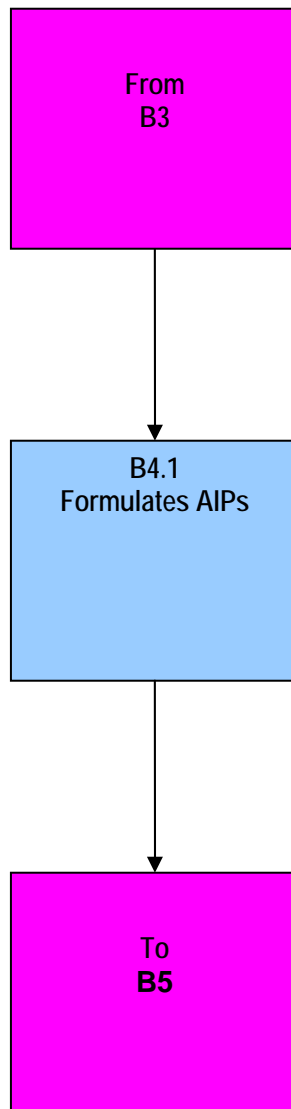 From
B3
B4.1
Formulates AIPs
To
B5